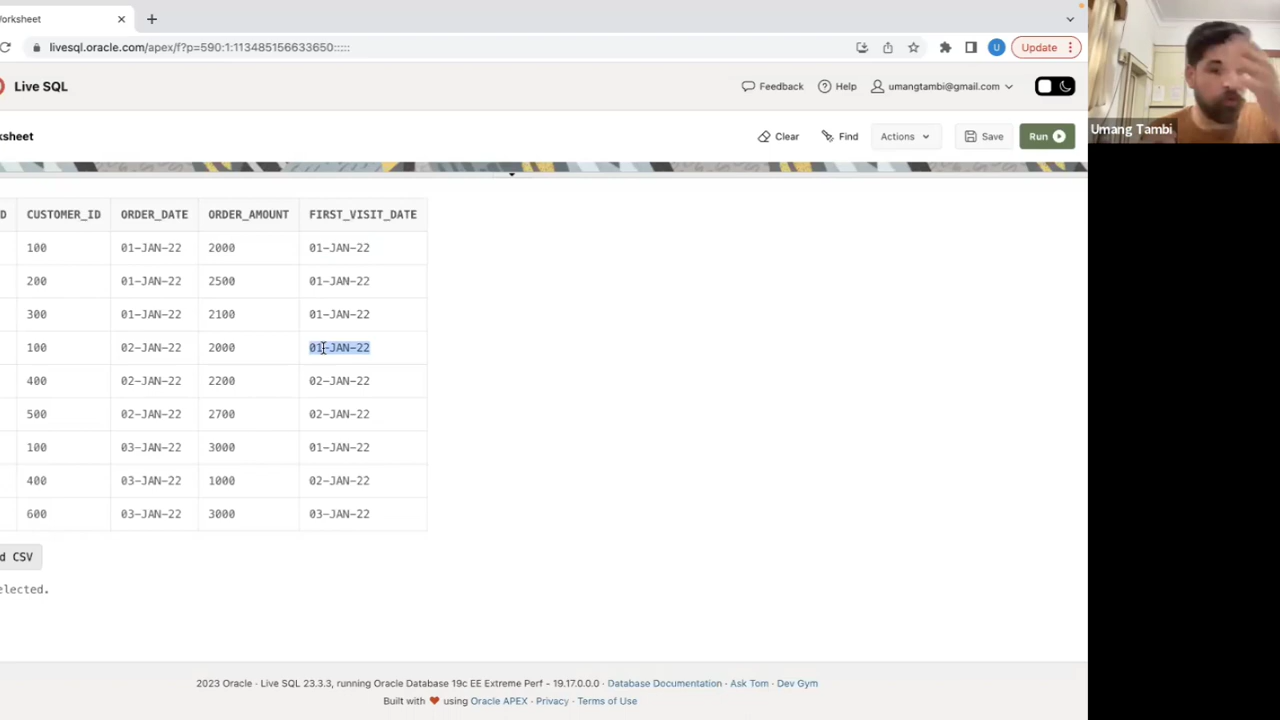 orksheet
livesql.oracle.com/apex/f?p=590:1:113485156633650:::::
U
Update
Live SQL
Feedback
Help
umangtambi@gmail.com
ksheet
Clear
Find
Actions
Save
Run
Umang Tambi
D CUSTOMER_ID ORDER_DATE ORDER_AMOUNT FIRST_VISIT_DATE
100 01-JAN-22 2000 01-JAN-22
200 01-JAN-22 2500 01-JAN-22
300 01-JAN-22 2100 01-JAN-22
100 02-JAN-22 2000 01-JAN-22
400 02-JAN-22 2200 02-JAN-22
500 02-JAN-22 2700 02-JAN-22
100 03-JAN-22 3000 01-JAN-22
400 03-JAN-22 1000 02-JAN-22
600 03-JAN-22 3000 03-JAN-22
d CSV
elected.
2023 Oracle · Live SQL 23.3.3, running Oracle Database 19c EE Extreme Perf - 19.17.0.0.0 · Database Documentation · Ask Tom · Dev Gym
Built with ❤ using Oracle APEX · Privacy · Terms of Use